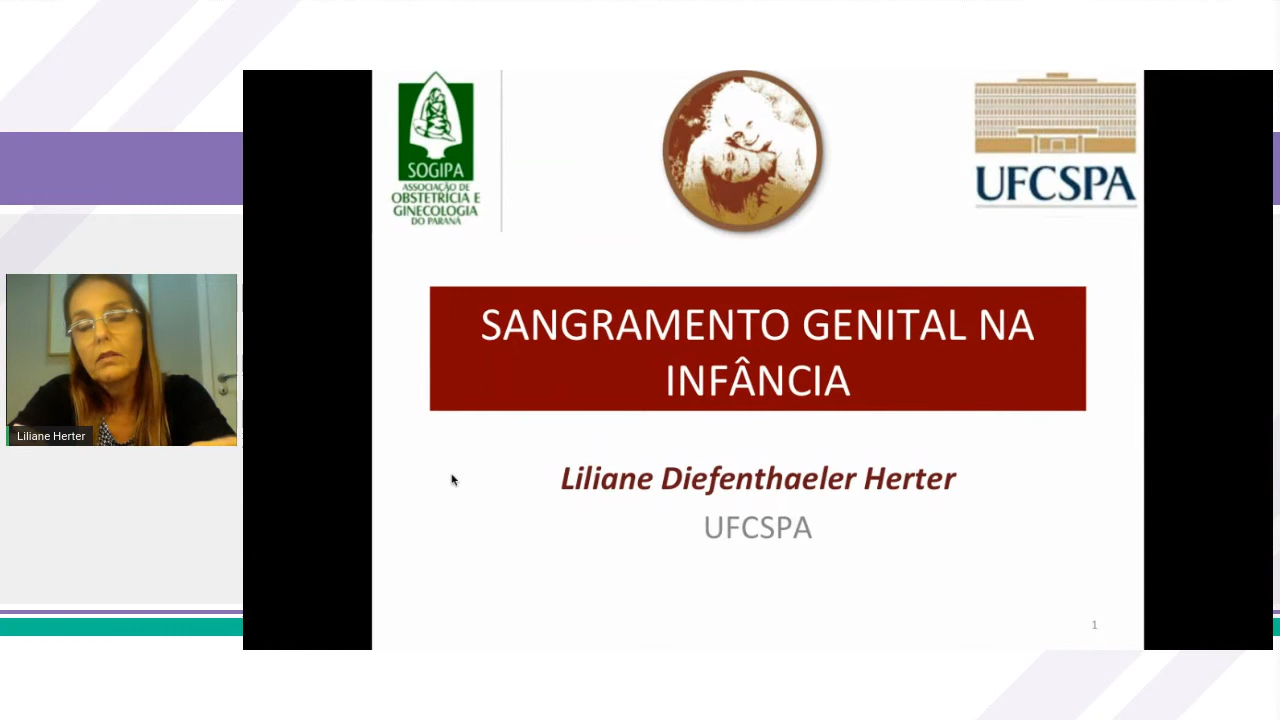 SOGIPA
ASSOCIAÇÃO DE
OBSTETRÍCIA E
GINECOLOGIA
DO PARANÁ
UFCSPA
SANGRAMENTO GENITAL NA
INFÂNCIA
Liliane Diefenthaeler Herter
UFCSPA
Liliane Herter
1